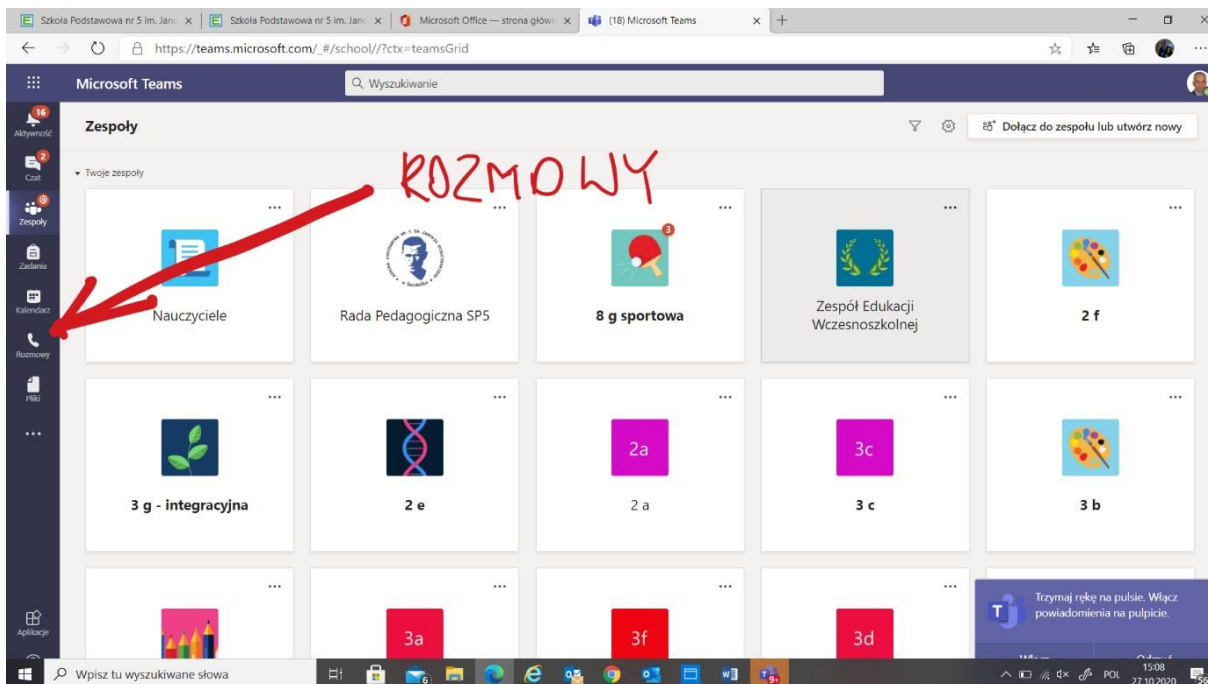 Szkoła Podstawowa nr 5 im. Janu
Szkoła Podstawowa nr 5 im. Janu
Microsoft Office — strona główn
(18) Microsoft Teams
https://teams.microsoft.com/_#/school//?ctx=teamsGrid
Microsoft Teams
Wyszukiwanie
16
Aktywność
2
Czat
Zespoły
Zadania
Kalendarz
Rozmowy
Pliki
Aplikacje
Zespoły
Dołącz do zespołu lub utwórz nowy
Twoje zespoły
ROZMOWY
3
Nauczyciele
Rada Pedagogiczna SP5
8 g sportowa
Zespół Edukacji
Wczesnoszkolnej
2 f
2a
3c
3 g - integracyjna
2 e
2 a
3 c
3 b
3a
3f
3d
Trzymaj rękę na pulsie. Włącz
powiadomienia na pulpicie.
Wpisz tu wyszukiwane słowa
POL
15:08
27.10.2020